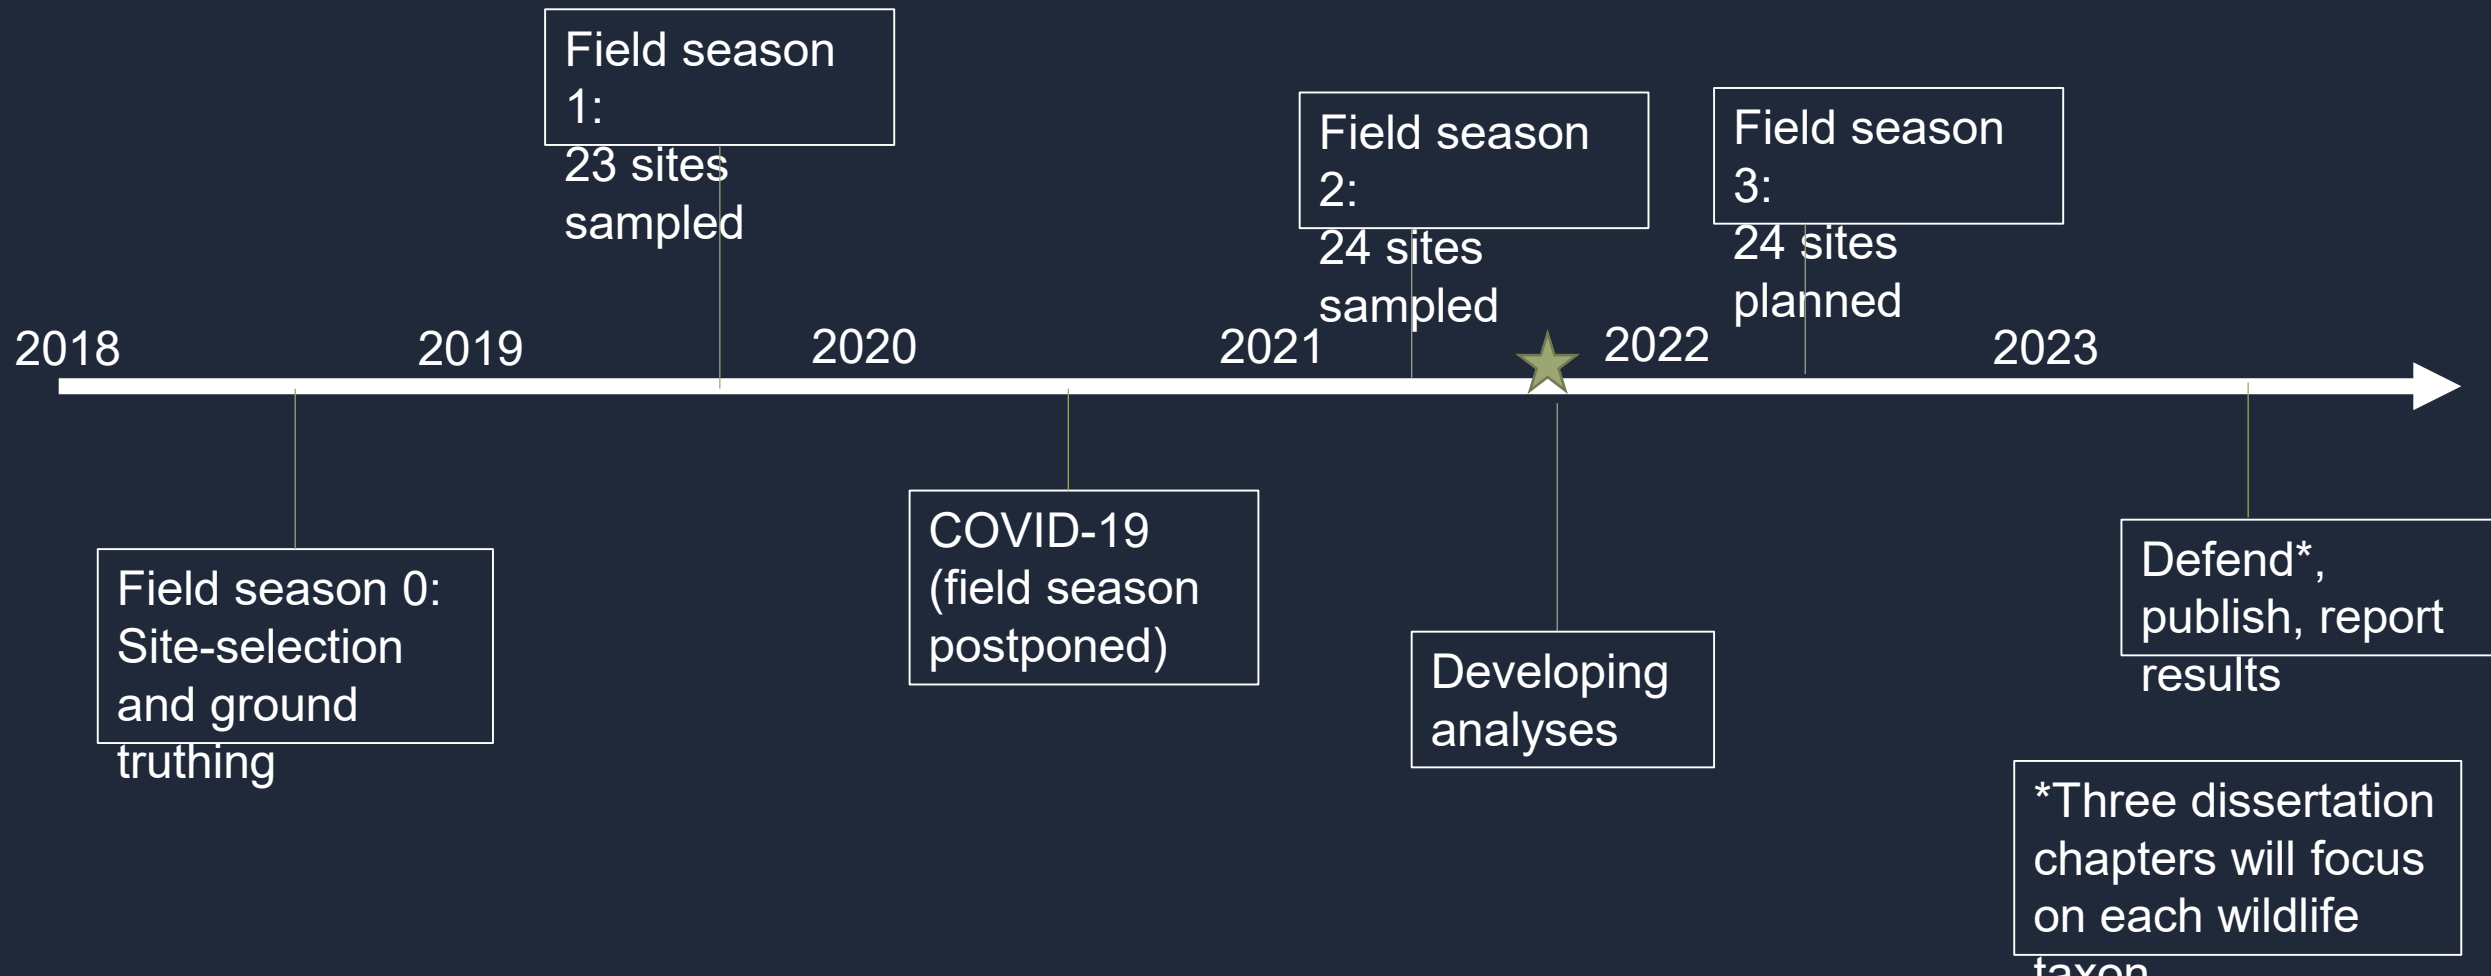 Field season
1:
23 sites
sampled
Field season
2:
24 sites
sampled
Field season
3:
24 sites
planned
2018
2019
2020
2021
2022
2023
Field season 0:
Site-selection
and ground
truthing
COVID-19
(field season
postponed)
Developing
analyses
Defend*,
publish, report
results
*Three dissertation
chapters will focus
on each wildlife
taxon